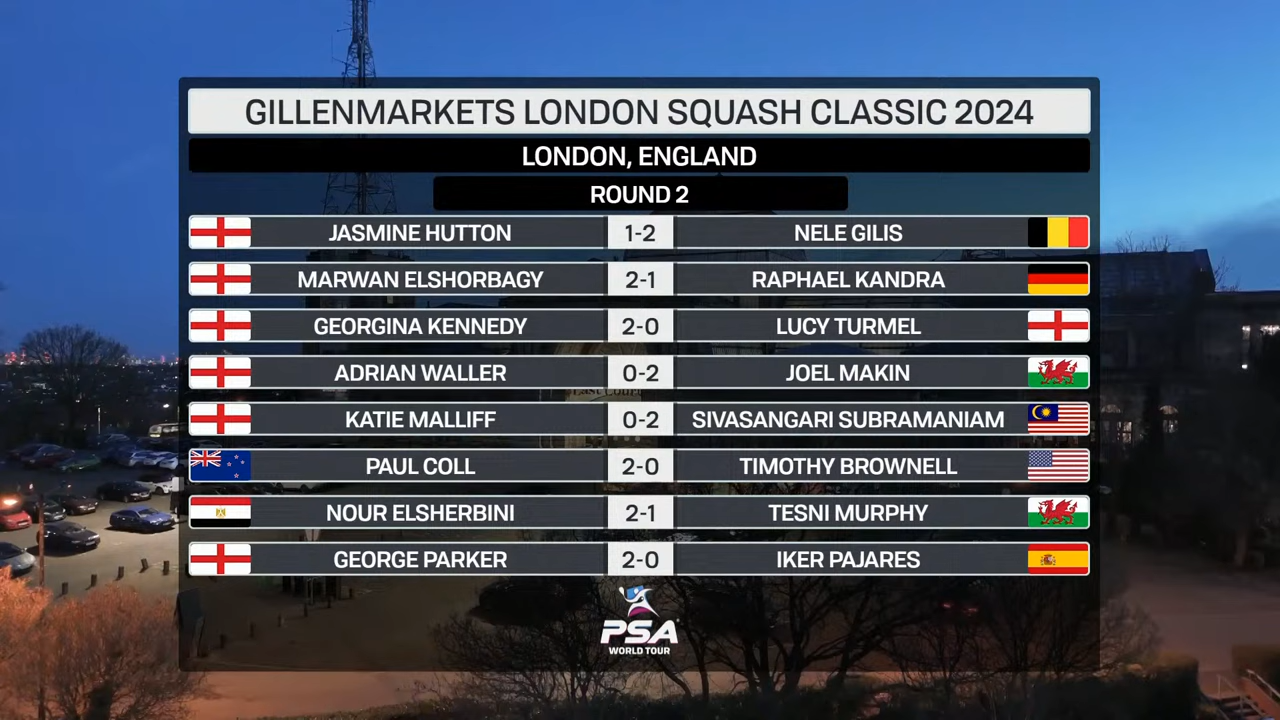 GILLENMARKETS LONDON SQUASH CLASSIC 2024
LONDON, ENGLAND
ROUND 2
JASMINE HUTTON 1-2 NELE GILIS
MARWAN ELSHORBAGY 2-1 RAPHAEL KANDRA
GEORGINA KENNEDY 2-0 LUCY TURMEL
ADRIAN WALLER 0-2 JOEL MAKIN
KATIE MALLIFF 0-2 SIVASANGARI SUBRAMANIAM
PAUL COLL 2-0 TIMOTHY BROWNELL
NOUR ELSHERBINI 2-1 TESNI MURPHY
GEORGE PARKER 2-0 IKER PAJARES
PSA
WORLD TOUR